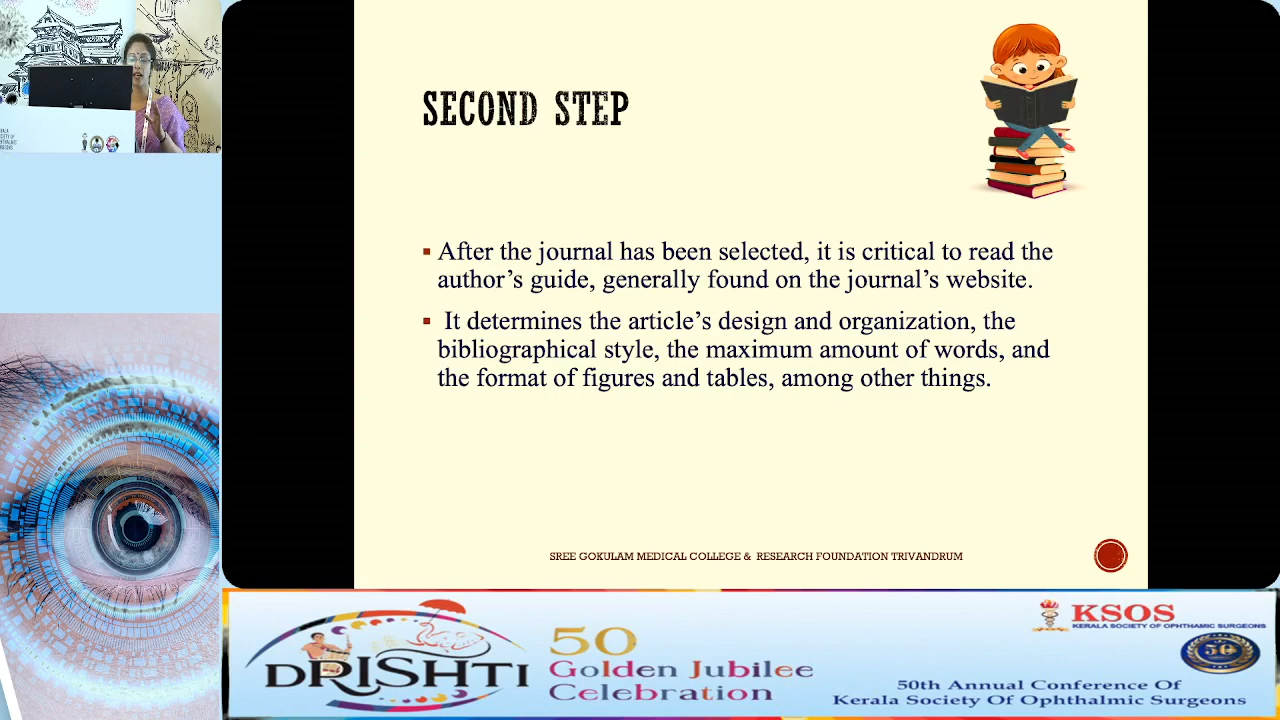 SECOND STEP
After the journal has been selected, it is critical to read the
author's guide, generally found on the journal's website.
It determines the article's design and organization, the
bibliographical style, the maximum amount of words, and
the format of figures and tables, among other things.
SREE GOKULAM MEDICAL COLLEGE & RESEARCH FOUNDATION TRIVANDRUM
DRISHTI
50
Golden Jubilee
Celebration
KSOS
KERALA SOCIETY OF OPHTHAMIC SURGEONS
50
50th Annual Conference Of
Kerala Society Of Ophthalmic Surgeons